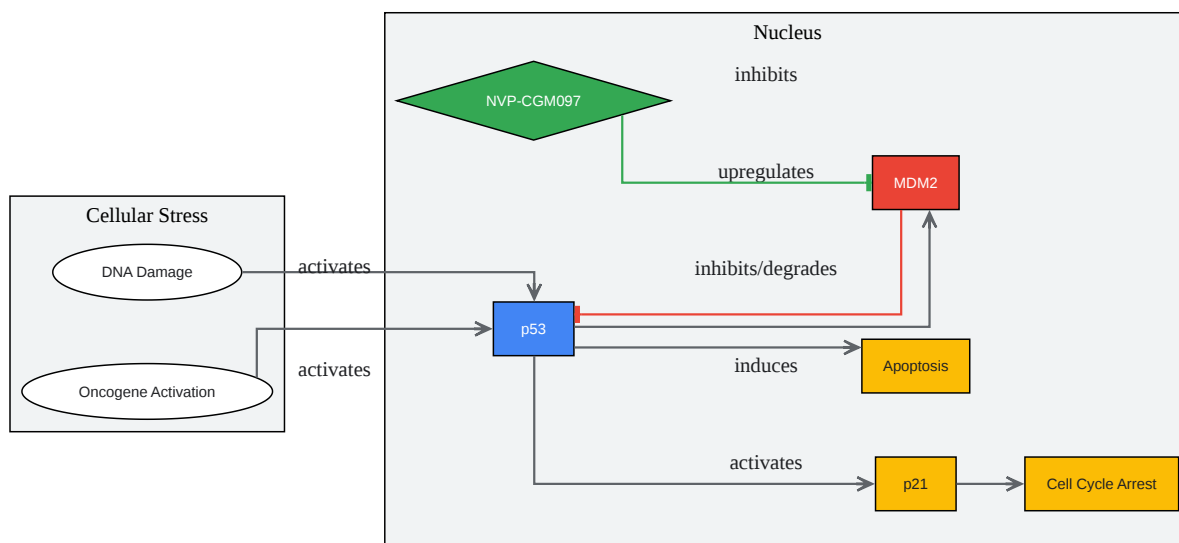 Nucleus
inhibits
NVP-CGM097
upregulates
MDM2
Cellular Stress
DNA Damage
activates
inhibits/degrades
p53
activates
induces
Apoptosis
Oncogene Activation
activates
p21
Cell Cycle Arrest